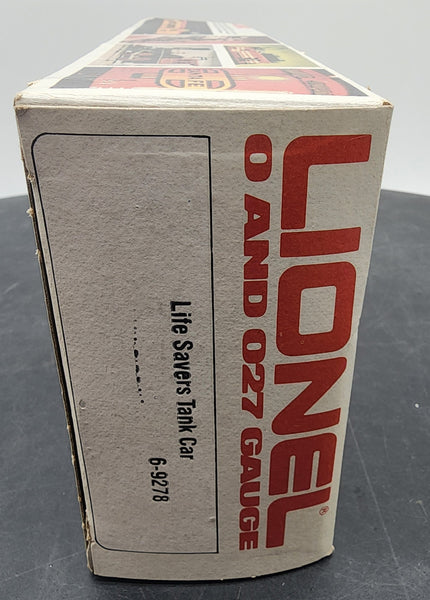 LIONEL®
O AND O27 GAUGE
Life Savers Tank Car
6-9278